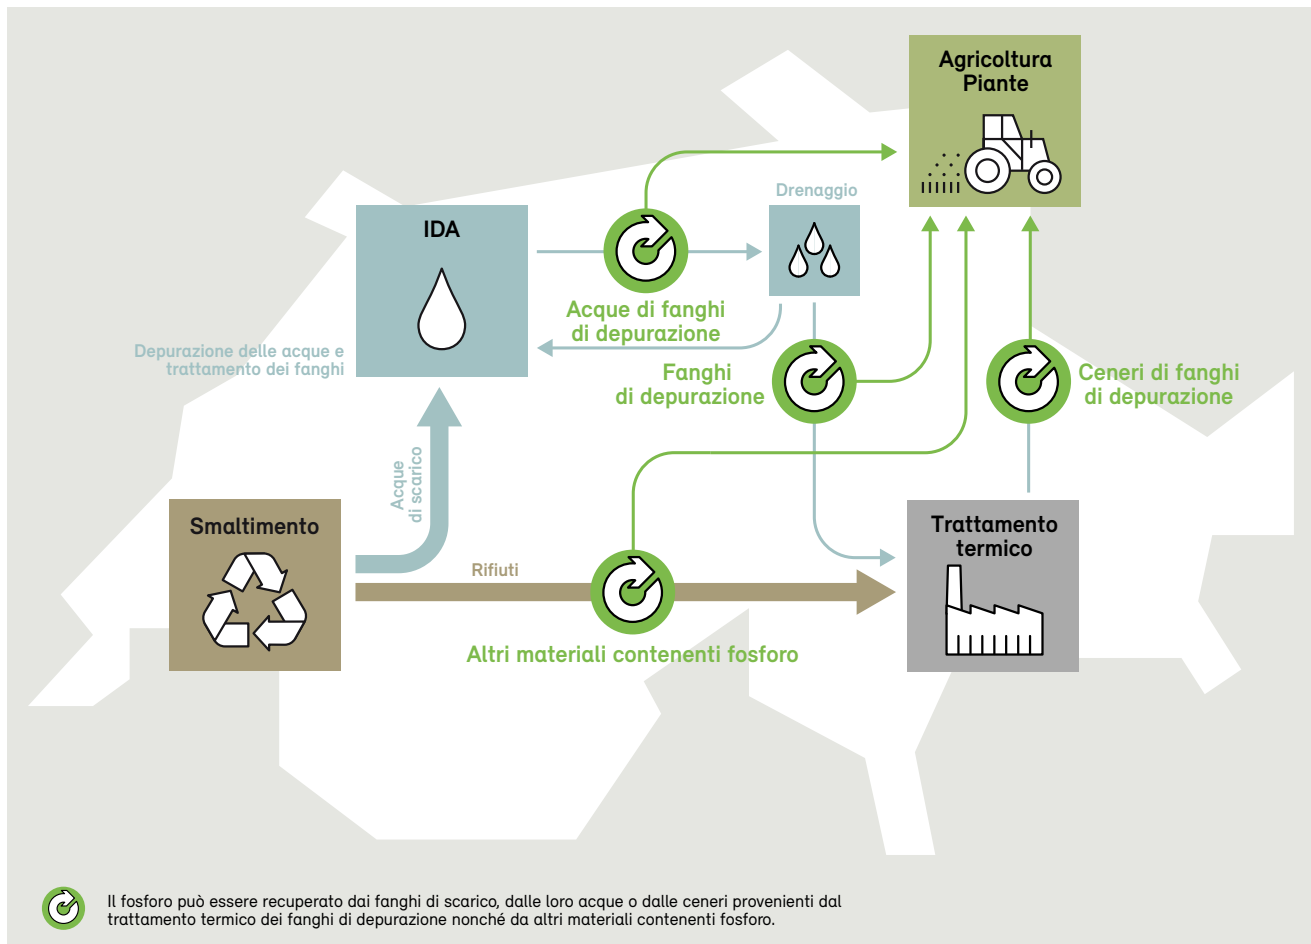 Agricoltura
Piante
Drenaggio
IDA
Acque di fanghi
di depurazione
Depurazione delle acque e
trattamento dei fanghi
Fanghi
di depurazione
Ceneri di fanghi
di depurazione
Acque
di scarico
Smaltimento
Trattamento
termico
Rifiuti
Altri materiali contenenti fosforo
Il fosforo può essere recuperato dai fanghi di scarico, dalle loro acque o dalle ceneri provenienti dal
trattamento termico dei fanghi di depurazione nonché da altri materiali contenenti fosforo.